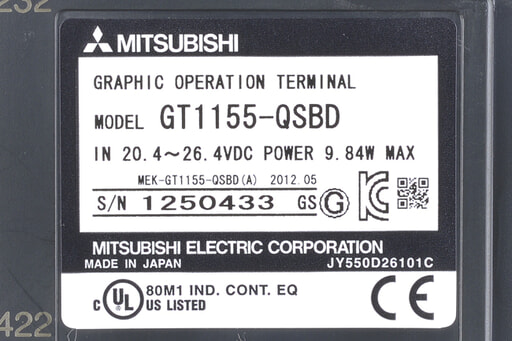 232
MITSUBISHI
GRAPHIC OPERATION TERMINAL
MODEL GT1155-QSBD
IN 20.4~26.4VDC POWER 9.84W MAX
MEK-GT1155-QSBD(A) 2012.05
S/N 1250433 GS G
MITSUBISHI ELECTRIC CORPORATION
MADE IN JAPAN JY550D26101C
c UL US LISTED 80M1 IND. CONT. EQ CE
422